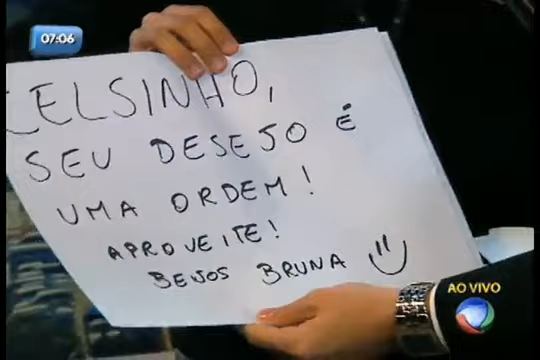 07:06
CELSINHO,
SEU DESEJO É
UMA ORDEM!
APROVEITE!
BEIJOS BRUNA
AO VIVO